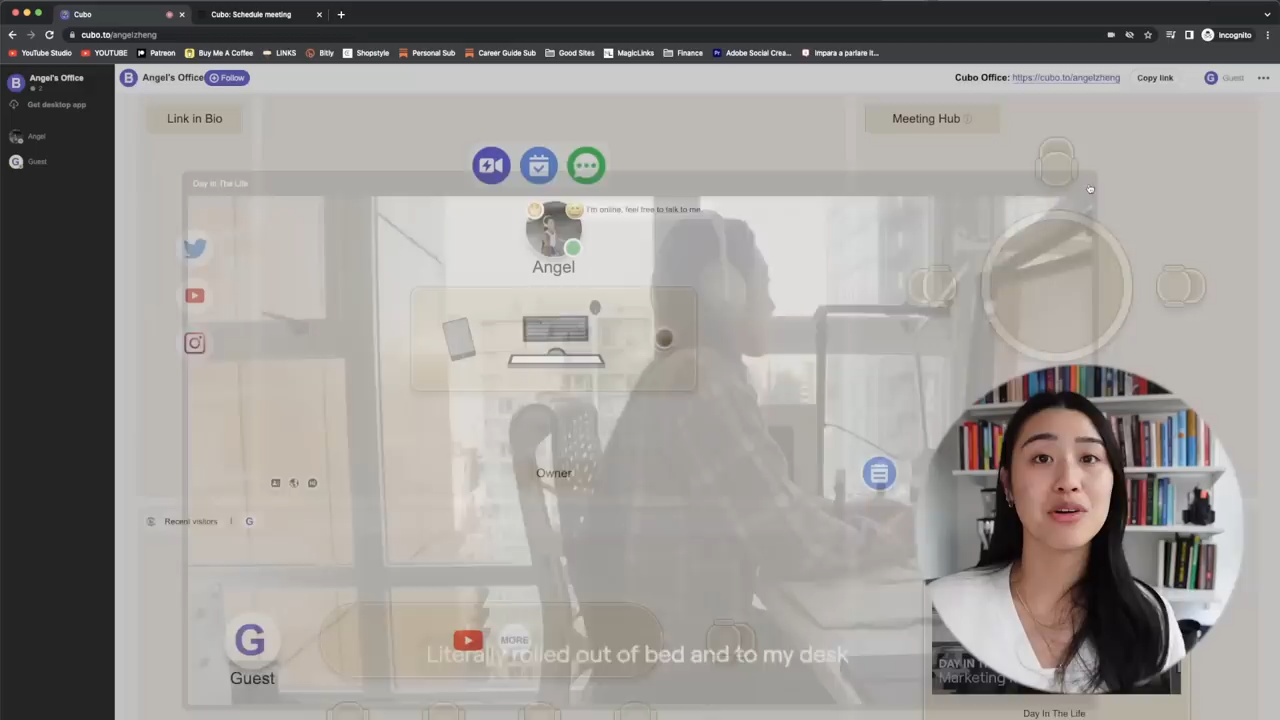 Cubo
Cubo: Schedule meeting
cubo.to/angelzheng
Incognito
YouTube Studio
YOUTUBE
Patreon
Buy Me A Coffee
LINKS
Bitly
Shopstyle
Personal Sub
Career Guide Sub
Good Sites
MagicLinks
Finance
Adobe Social Crea...
Impara a parlare it...
Angel's Office
2
Get desktop app
Angel
G Guest
Angel's Office
Follow
Cubo Office: https://cubo.to/angelzheng
Copy link
G Guest
Link in Bio
Meeting Hub
Day in The Life
I'm online, feel free to talk to me.
Angel
Owner
Recent visitors
G
G
Guest
MORE
Literally rolled out of bed and to my desk
DAY IN
Marketing
Day In The Life